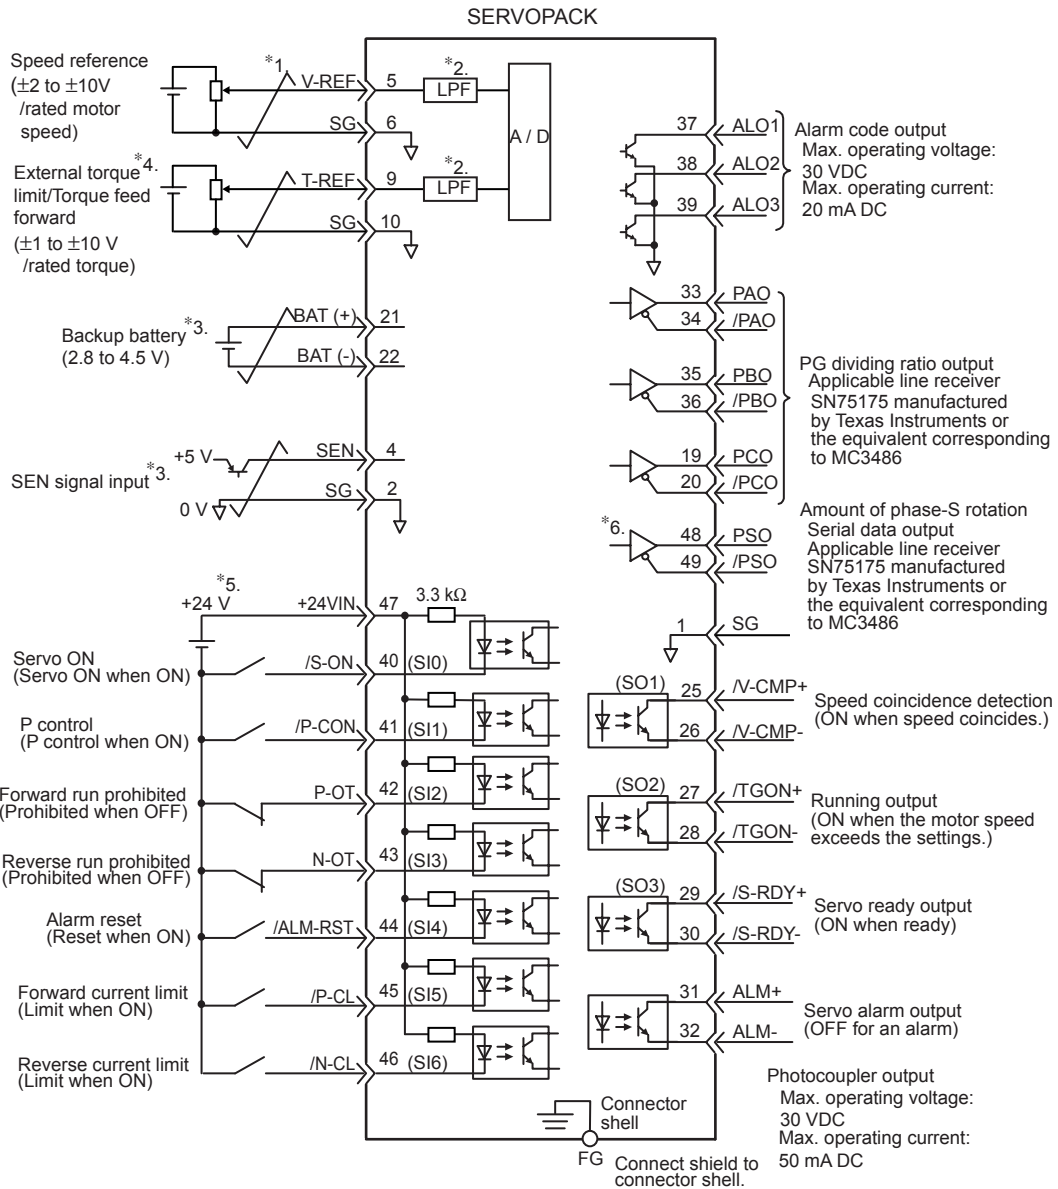 SERVOPACK
Speed reference
(±2 to ±10V
/rated motor
speed)
*1.
V-REF
5
*2.
LPF
SG
6
A / D
External torque *4.
limit/Torque feed
forward
(±1 to ±10 V
/rated torque)
T-REF
9
*2.
LPF
SG
10
Backup battery *3.
(2.8 to 4.5 V)
BAT (+)
21
BAT (-)
22
SEN signal input *3.
+5 V
SEN
4
0 V
SG
2
*5.
+24 V
+24VIN
47
3.3 kΩ
Servo ON
(Servo ON when ON)
/S-ON
40
(SI0)
P control
(P control when ON)
/P-CON
41
(SI1)
Forward run prohibited
(Prohibited when OFF)
P-OT
42
(SI2)
Reverse run prohibited
(Prohibited when OFF)
N-OT
43
(SI3)
Alarm reset
(Reset when ON)
/ALM-RST
44
(SI4)
Forward current limit
(Limit when ON)
/P-CL
45
(SI5)
Reverse current limit
(Limit when ON)
/N-CL
46
(SI6)
37
ALO1
38
ALO2
39
ALO3
Alarm code output
Max. operating voltage:
30 VDC
Max. operating current:
20 mA DC
33
PAO
34
/PAO
35
PBO
36
/PBO
19
PCO
20
/PCO
PG dividing ratio output
Applicable line receiver
SN75175 manufactured
by Texas Instruments or
the equivalent corresponding
to MC3486
*6.
48
PSO
49
/PSO
Amount of phase-S rotation
Serial data output
Applicable line receiver
SN75175 manufactured
by Texas Instruments or
the equivalent corresponding
to MC3486
1
SG
(SO1)
25
/V-CMP+
26
/V-CMP-
Speed coincidence detection
(ON when speed coincides.)
(SO2)
27
/TGON+
28
/TGON-
Running output
(ON when the motor speed
exceeds the settings.)
(SO3)
29
/S-RDY+
30
/S-RDY-
Servo ready output
(ON when ready)
31
ALM+
32
ALM-
Servo alarm output
(OFF for an alarm)
Photocoupler output
Max. operating voltage:
30 VDC
Max. operating current:
50 mA DC
Connector
shell
FG
Connect shield to
connector shell.